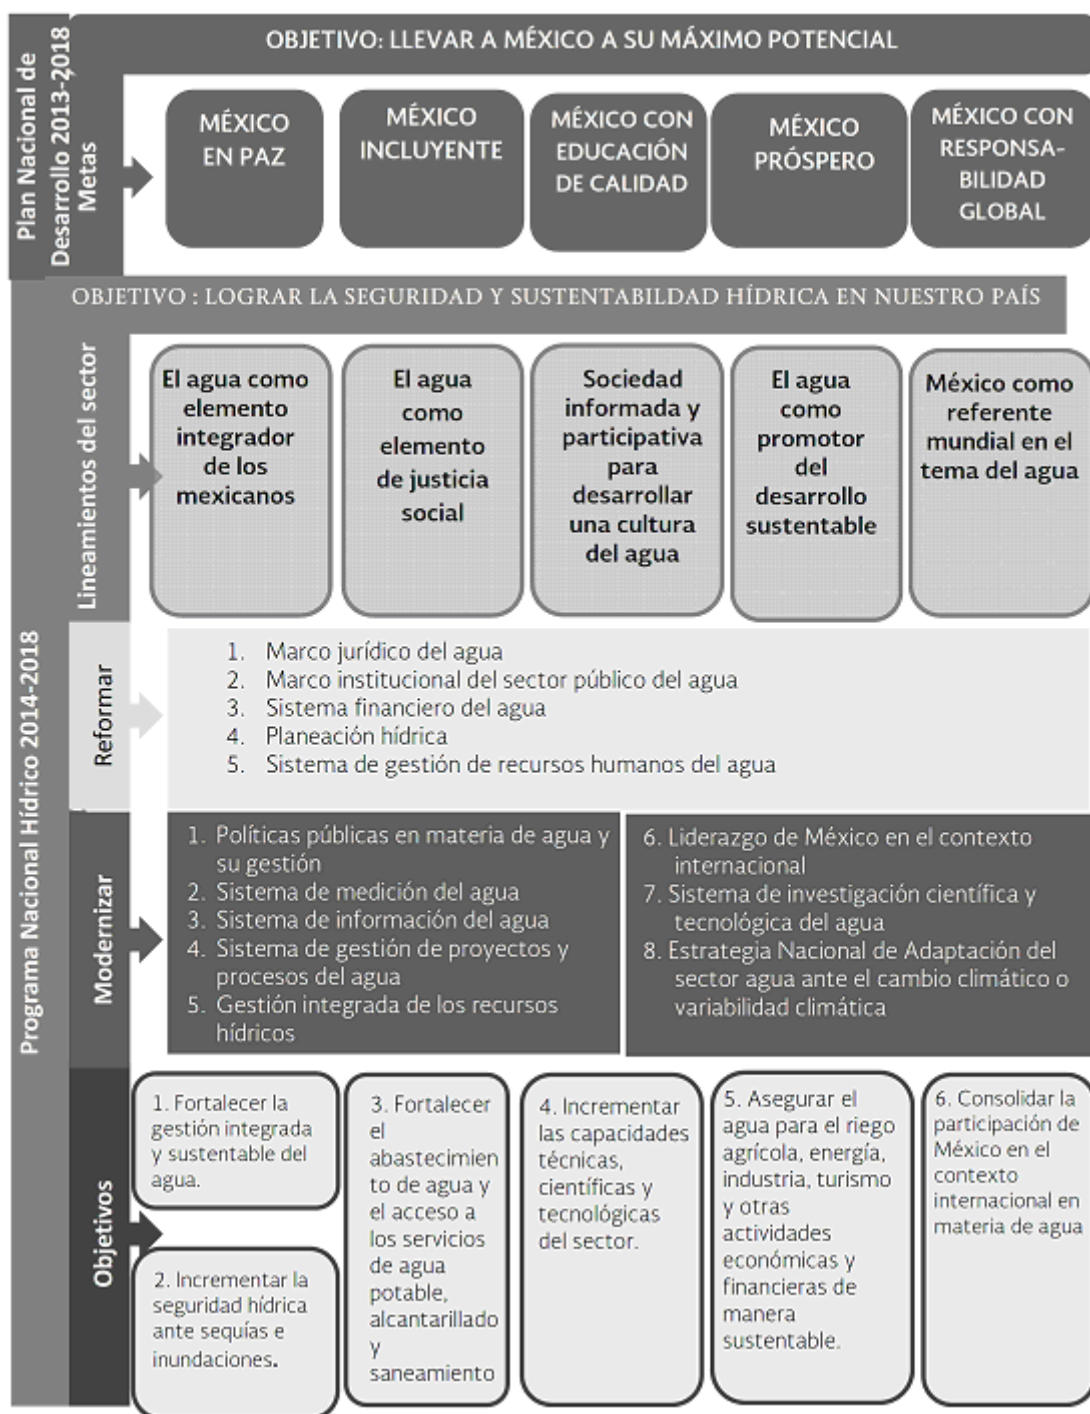 Plan Nacional de
Desarrollo 2013-2018
Metas
OBJETIVO: LLEVAR A MÉXICO A SU MÁXIMO POTENCIAL
MÉXICO
EN PAZ
MÉXICO
INCLUYENTE
MÉXICO CON
EDUCACIÓN
DE CALIDAD
MÉXICO
PRÓSPERO
MÉXICO CON
RESPONSA-
BILIDAD
GLOBAL
Programa Nacional Hídrico 2014-2018
OBJETIVO : LOGRAR LA SEGURIDAD Y SUSTENTABILDAD HÍDRICA EN NUESTRO PAÍS
Lineamientos del sector
El agua como
elemento
integrador
de los
mexicanos
El agua
como
elemento
de justicia
social
Sociedad
informada y
participativa
para
desarrollar
una cultura
del agua
El agua
como
promotor
del
desarrollo
sustentable
México como
referente
mundial en el
tema del agua
Reformar
1. Marco jurídico del agua
2. Marco institucional del sector público del agua
3. Sistema financiero del agua
4. Planeación hídrica
5. Sistema de gestión de recursos humanos del agua
Modernizar
1. Políticas públicas en materia de agua y
su gestión
2. Sistema de medición del agua
3. Sistema de información del agua
4. Sistema de gestión de proyectos y
procesos del agua
5. Gestión integrada de los recursos
hídricos
6. Liderazgo de México en el contexto
internacional
7. Sistema de investigación científica y
tecnológica del agua
8. Estrategia Nacional de Adaptación del
sector agua ante el cambio climático o
variabilidad climática
Objetivos
1. Fortalecer la
gestión integrada
y sustentable del
agua.
2. Incrementar la
seguridad hídrica
ante sequías e
inundaciones.
3. Fortalecer
el
abastecimien
to de agua y
el acceso a
los servicios
de agua
potable,
alcantarillado
y
saneamiento
4. Incrementar
las capacidades
técnicas,
científicas y
tecnológicas
del sector.
5. Asegurar el
agua para el riego
agrícola, energía,
industria, turismo
y otras
actividades
económicas y
financieras de
manera
sustentable.
6. Consolidar la
participación de
México en el
contexto
internacional en
materia de agua